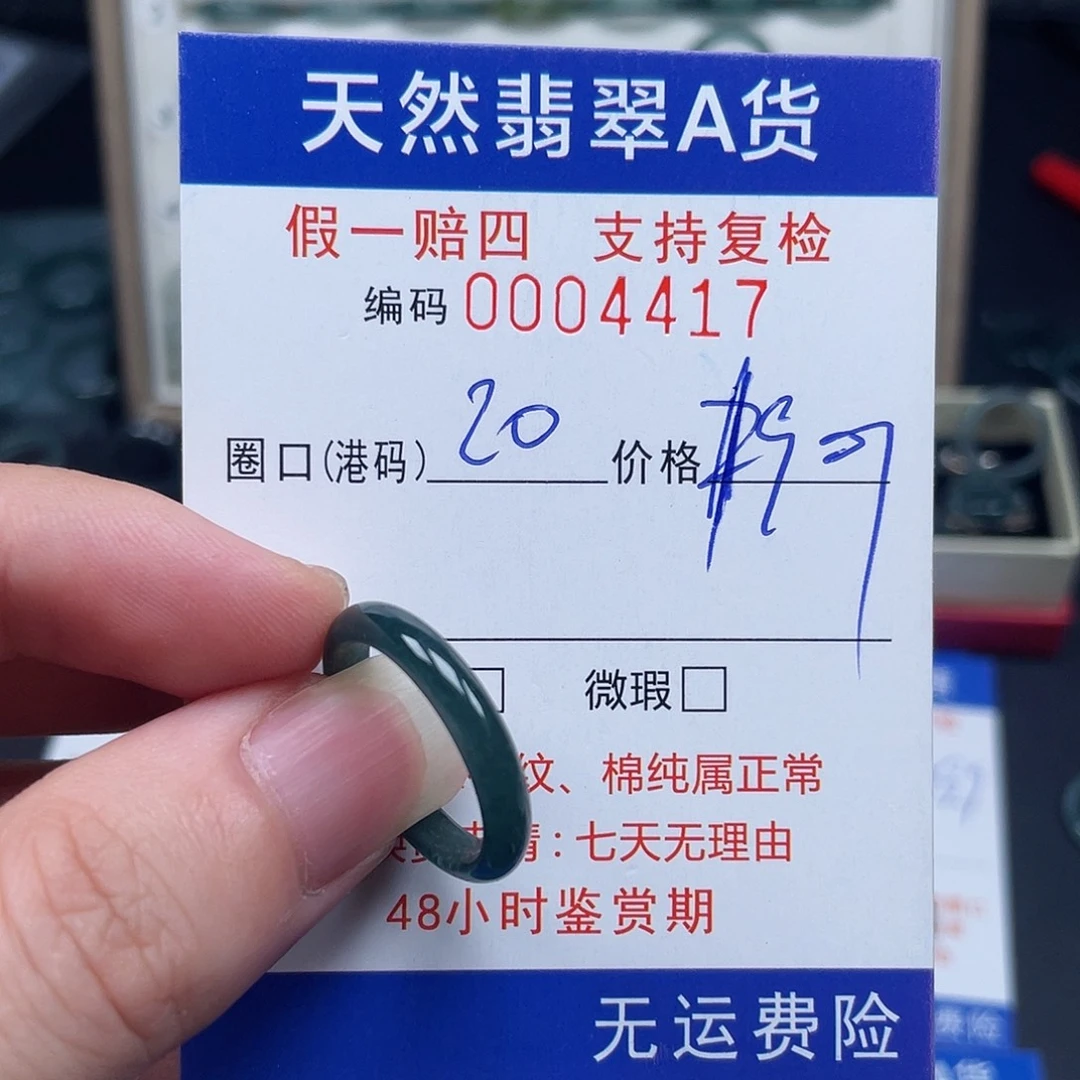 天然翡翠A货
假一赔四 支持复检
编码 0004417
圈口(港码) 20 价格
微瑕
纹、棉纯属正常
: 七天无理由
48小时鉴赏期
无运费险